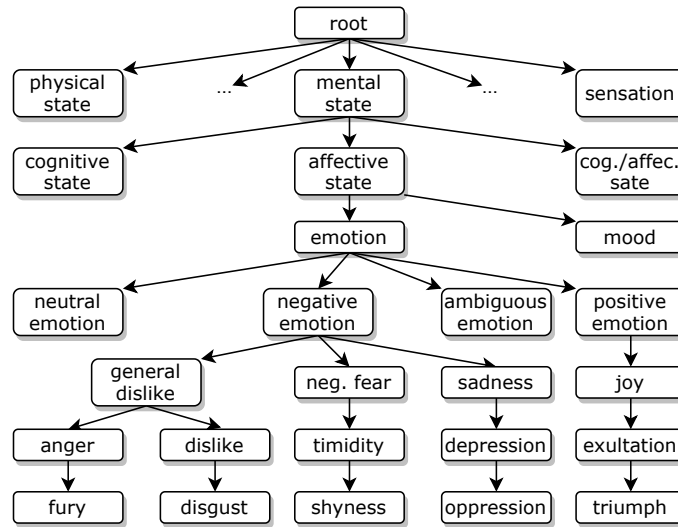 root
physical
state
...
mental
state
...
sensation
cognitive
state
affective
state
cog./affec.
sate
emotion
mood
neutral
emotion
negative
emotion
ambiguous
emotion
positive
emotion
general
dislike
neg. fear
sadness
joy
anger
dislike
timidity
depression
exultation
fury
disgust
shyness
oppression
triumph